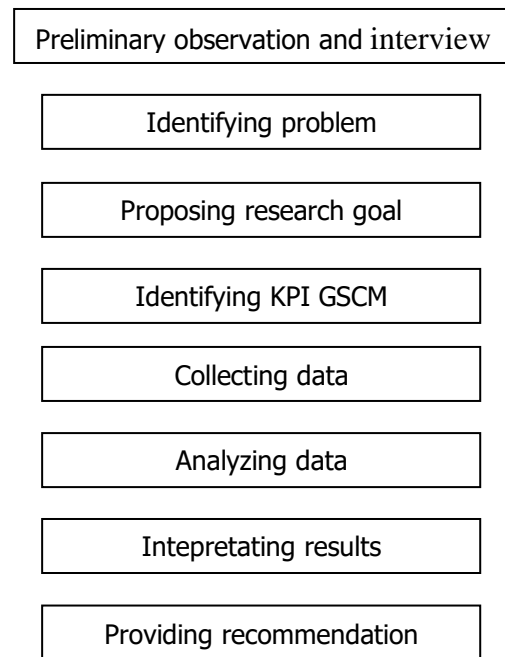 Preliminary observation and interview
Identifying problem
Proposing research goal
Identifying KPI GSCM
Collecting data
Analyzing data
Intepretating results
Providing recommendation